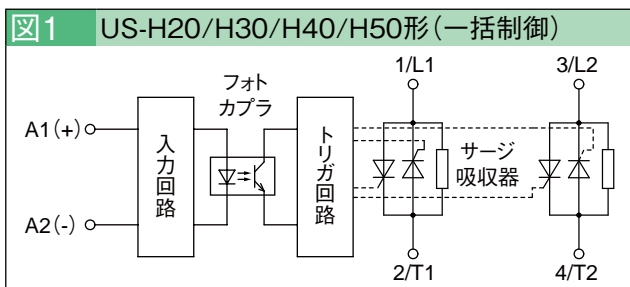 図1 US-H20/H30/H40/H50形(一括制御)
1/L1
3/L2
フォト
カプラ
A1(+)
A2(-)
入力回路
トリガ回路
サージ
吸収器
2/T1
4/T2